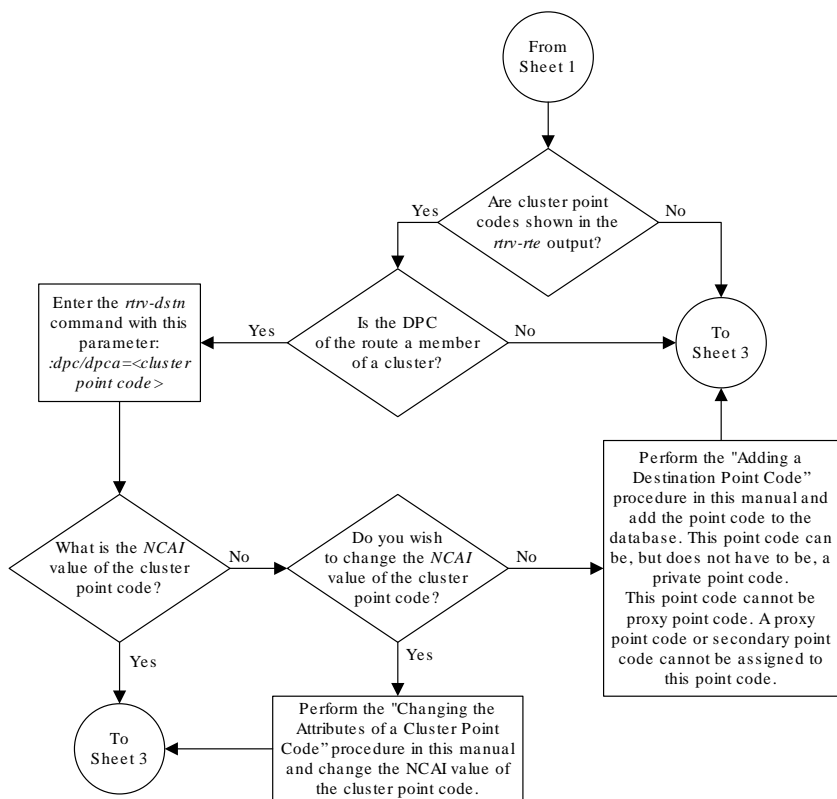 From
Sheet 1
Are cluster point
codes shown in the
rtrv-rte output?
Yes
No
Enter the rtrv-dstn
command with this
parameter:
:dpc/dpca=<cluster
point code>
Yes
Is the DPC
of the route a member
of a cluster?
No
To
Sheet 3
What is the NCAI
value of the cluster
point code?
No
Yes
Do you wish
to change the NCAI
value of the cluster
point code?
No
Yes
Perform the "Adding a
Destination Point Code”
procedure in this manual and
add the point code to the
database. This point code can
be, but does not have to be, a
private point code.
This point code cannot be
proxy point code. A proxy
point code or secondary point
code cannot be assigned to
this point code.
To
Sheet 3
Perform the "Changing the
Attributes of a Cluster Point
Code” procedure in this manual
and change the NCAI value of
the cluster point code.